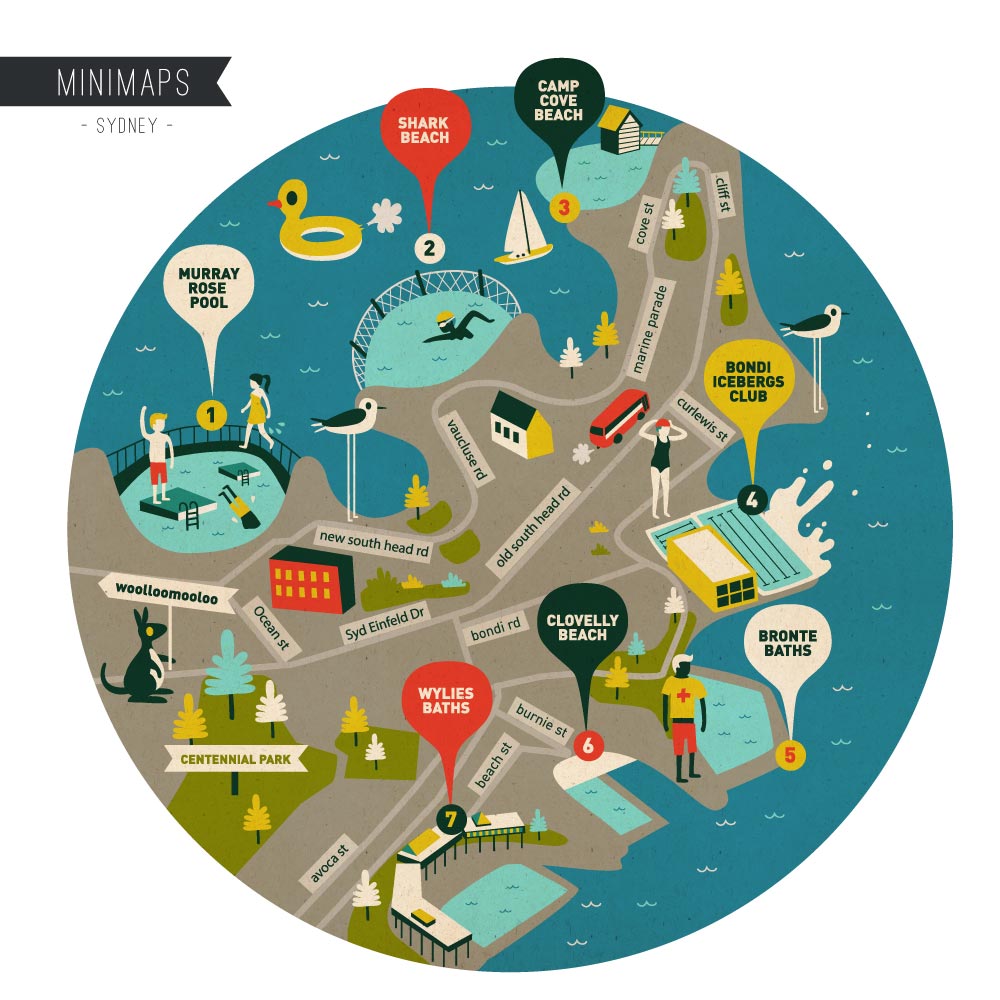 MINIMAPS
- SYDNEY -
CAMP
COVE
BEACH
SHARK
BEACH
3
cliff st
cove st
2
MURRAY
ROSE
POOL
marine parade
BONDI
ICEBERGS
CLUB
1
curlewis st
vaucluse rd
4
old south head rd
new south head rd
woolloomooloo
Ocean st
Syd Einfeld Dr
bondi rd
CLOVELLY
BEACH
BRONTE
BATHS
WYLIES
BATHS
burnie st
6
5
CENTENNIAL PARK
beach st
7
avoca st